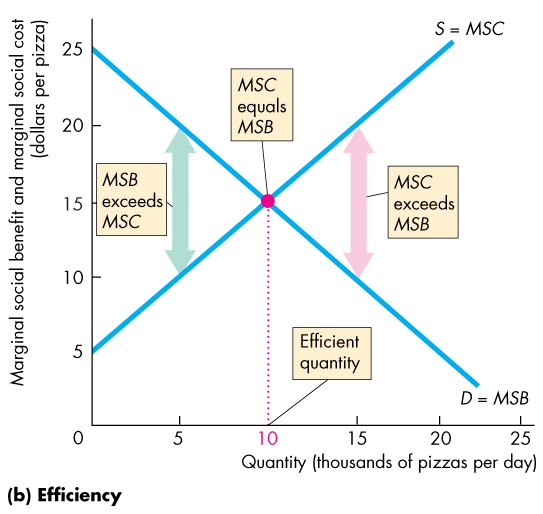 Marginal social benefit and marginal social cost
(dollars per pizza)
25
20
15
10
5
0
5
10
15
20
25
S = MSC
MSC
equals
MSB
MSB
exceeds
MSC
MSC
exceeds
MSB
Efficient
quantity
D = MSB
Quantity (thousands of pizzas per day)
(b) Efficiency